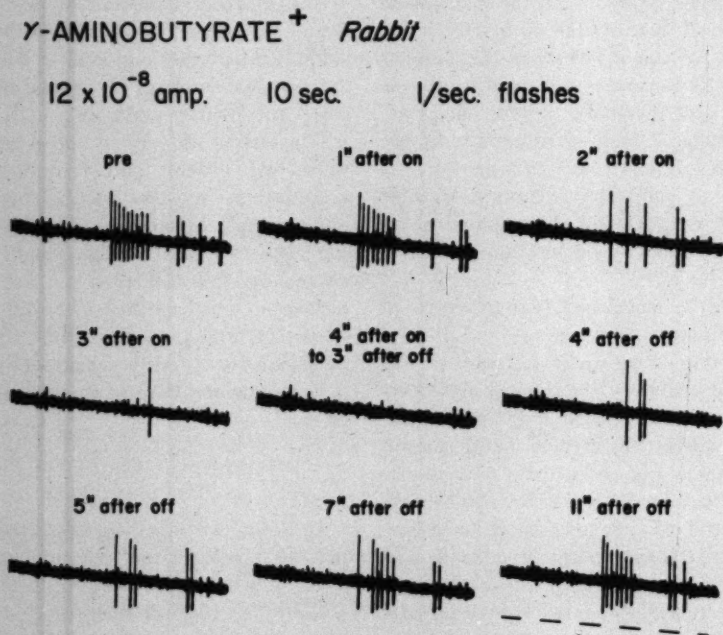 γ-AMINOBUTYRATE⁺ Rabbit
12 x 10⁻⁸ amp. 10 sec. 1/sec. flashes
pre 1" after on 2" after on
3" after on 4" after on to 3" after off 4" after off
5" after off 7" after off 11" after off